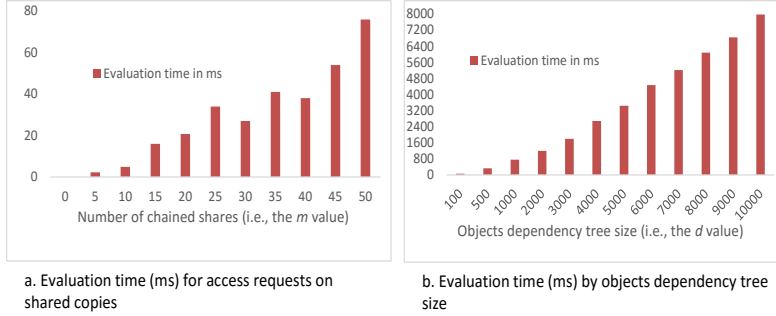 80
60
40
20
0
Evaluation time in ms
0 5 10 15 20 25 30 35 40 45 50
Number of chained shares (i.e., the m value)
a. Evaluation time (ms) for access requests on
shared copies
8000
7200
6400
5600
4800
4000
3200
2400
1600
800
0
Evaluation time in ms
100 500 1000 2000 3000 4000 5000 6000 7000 8000 9000 10000
Objects dependency tree size (i.e., the d value)
b. Evaluation time (ms) by objects dependency tree
size